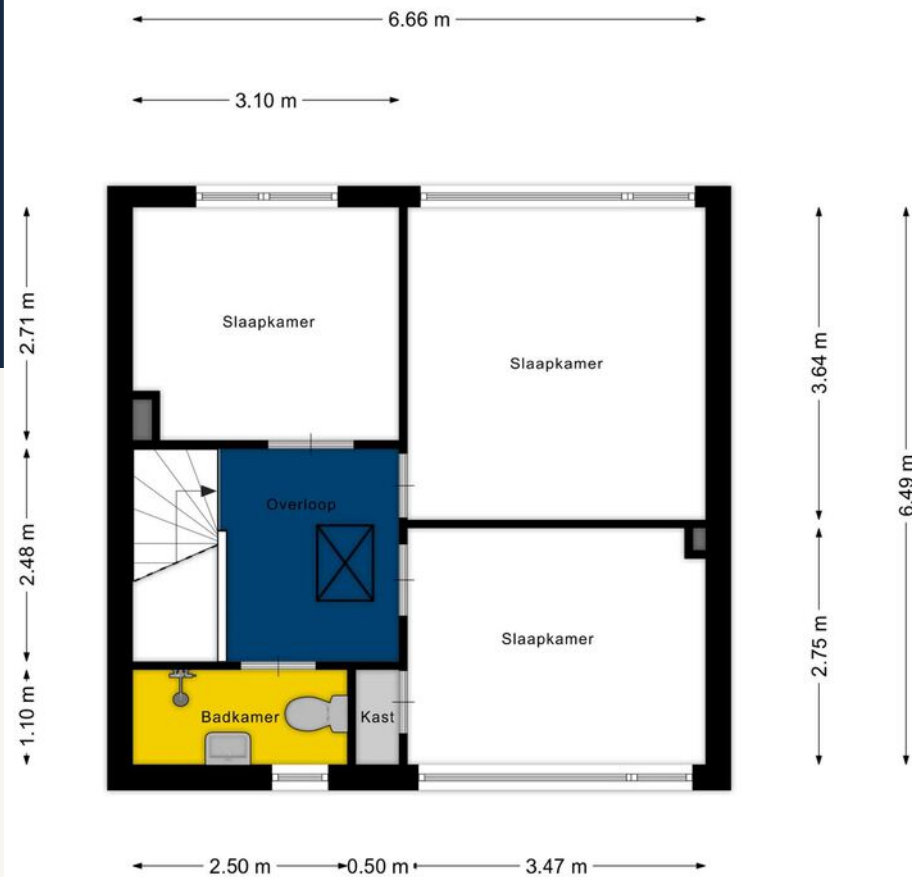 6.66 m
3.10 m
Slaapkamer
Slaapkamer
2.71 m
3.64 m
6.49 m
Overloop
2.48 m
Slaapkamer
2.75 m
Badkamer
Kast
1.10 m
2.50 m
0.50 m
3.47 m